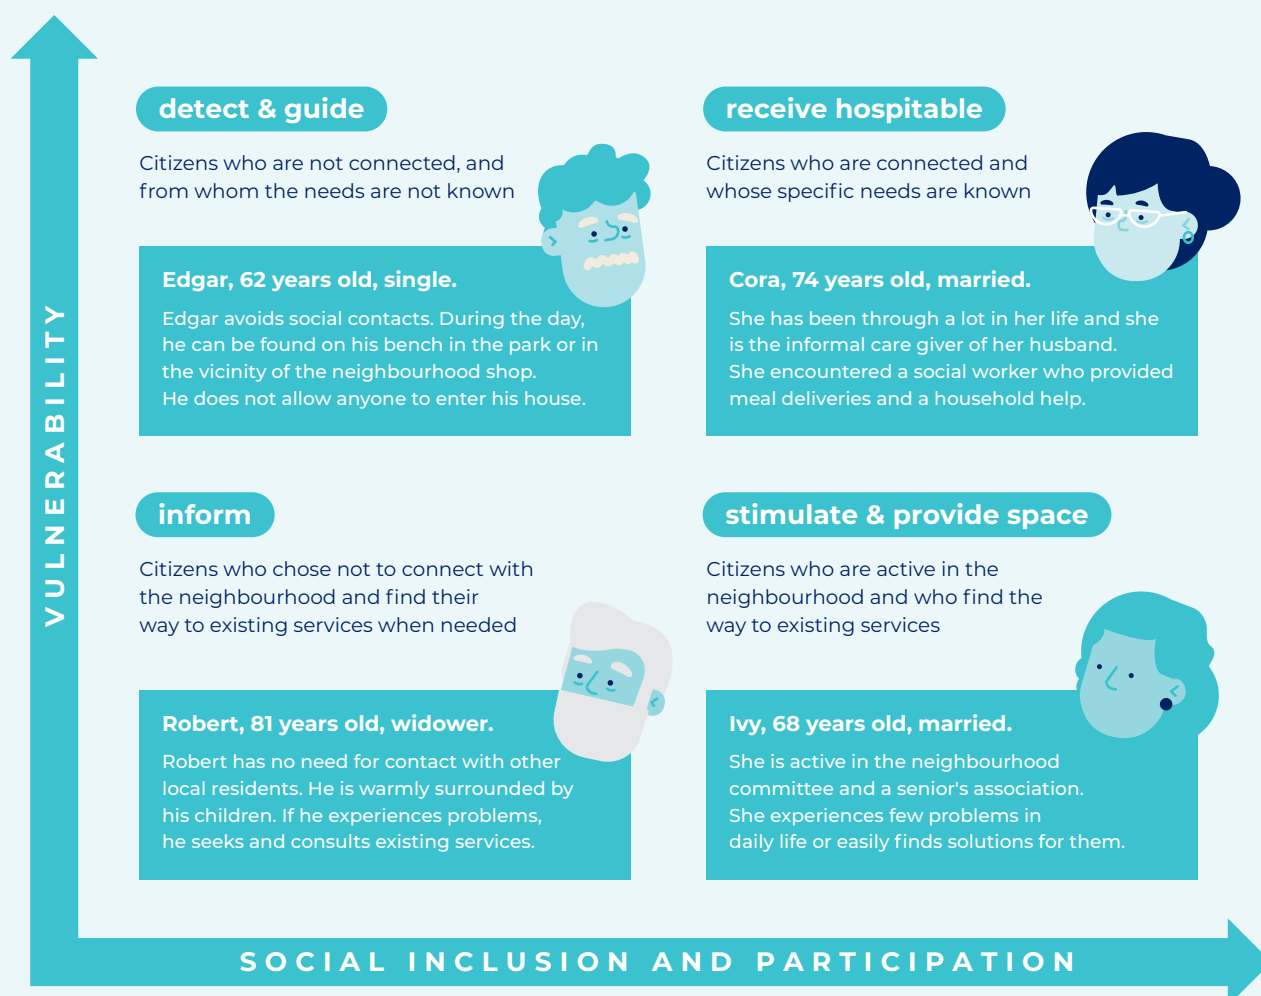 VULNERABILITY
detect & guide
Citizens who are not connected, and
from whom the needs are not known
Edgar, 62 years old, single.
Edgar avoids social contacts. During the day,
he can be found on his bench in the park or in
the vicinity of the neighbourhood shop.
He does not allow anyone to enter his house.
receive hospitable
Citizens who are connected and
whose specific needs are known
Cora, 74 years old, married.
She has been through a lot in her life and she
is the informal care giver of her husband.
She encountered a social worker who provided
meal deliveries and a household help.
inform
Citizens who chose not to connect with
the neighbourhood and find their
way to existing services when needed
Robert, 81 years old, widower.
Robert has no need for contact with other
local residents. He is warmly surrounded by
his children. If he experiences problems,
he seeks and consults existing services.
stimulate & provide space
Citizens who are active in the
neighbourhood and who find the
way to existing services
Ivy, 68 years old, married.
She is active in the neighbourhood
committee and a senior's association.
She experiences few problems in
daily life or easily finds solutions for them.
SOCIAL INCLUSION AND PARTICIPATION